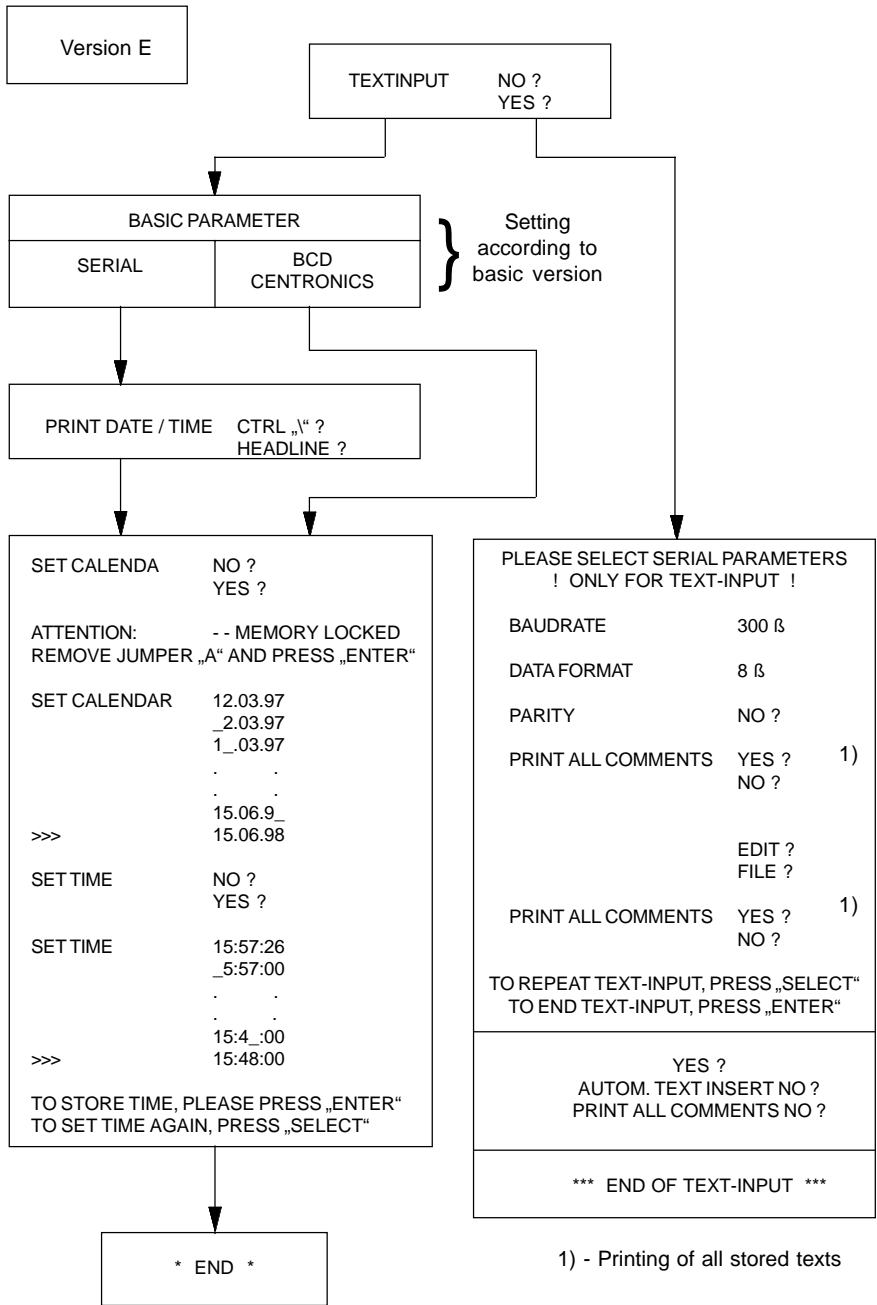 Version E
TEXTINPUT NO ?
YES ?
BASIC PARAMETER
SERIAL
BCD
CENTRONICS
Setting
according to
basic version
PRINT DATE / TIME CTRL „\“ ?
HEADLINE ?
SET CALENDA NO ?
YES ?
ATTENTION: - - MEMORY LOCKED
REMOVE JUMPER „A“ AND PRESS „ENTER“
SET CALENDAR 12.03.97
_2.03.97
1_.03.97
. .
. .
15.06.9_
>>> 15.06.98
SET TIME NO ?
YES ?
SET TIME 15:57:26
_5:57:00
. .
. .
15:4_:00
>>> 15:48:00
TO STORE TIME, PLEASE PRESS „ENTER“
TO SET TIME AGAIN, PRESS „SELECT“
* END *
PLEASE SELECT SERIAL PARAMETERS
! ONLY FOR TEXT-INPUT !
BAUDRATE 300 ß
DATA FORMAT 8 ß
PARITY NO ?
PRINT ALL COMMENTS YES ? 1)
NO ?
EDIT ?
FILE ?
PRINT ALL COMMENTS YES ? 1)
NO ?
TO REPEAT TEXT-INPUT, PRESS „SELECT“
TO END TEXT-INPUT, PRESS „ENTER“
YES ?
AUTOM. TEXT INSERT NO ?
PRINT ALL COMMENTS NO ?
*** END OF TEXT-INPUT ***
1) - Printing of all stored texts